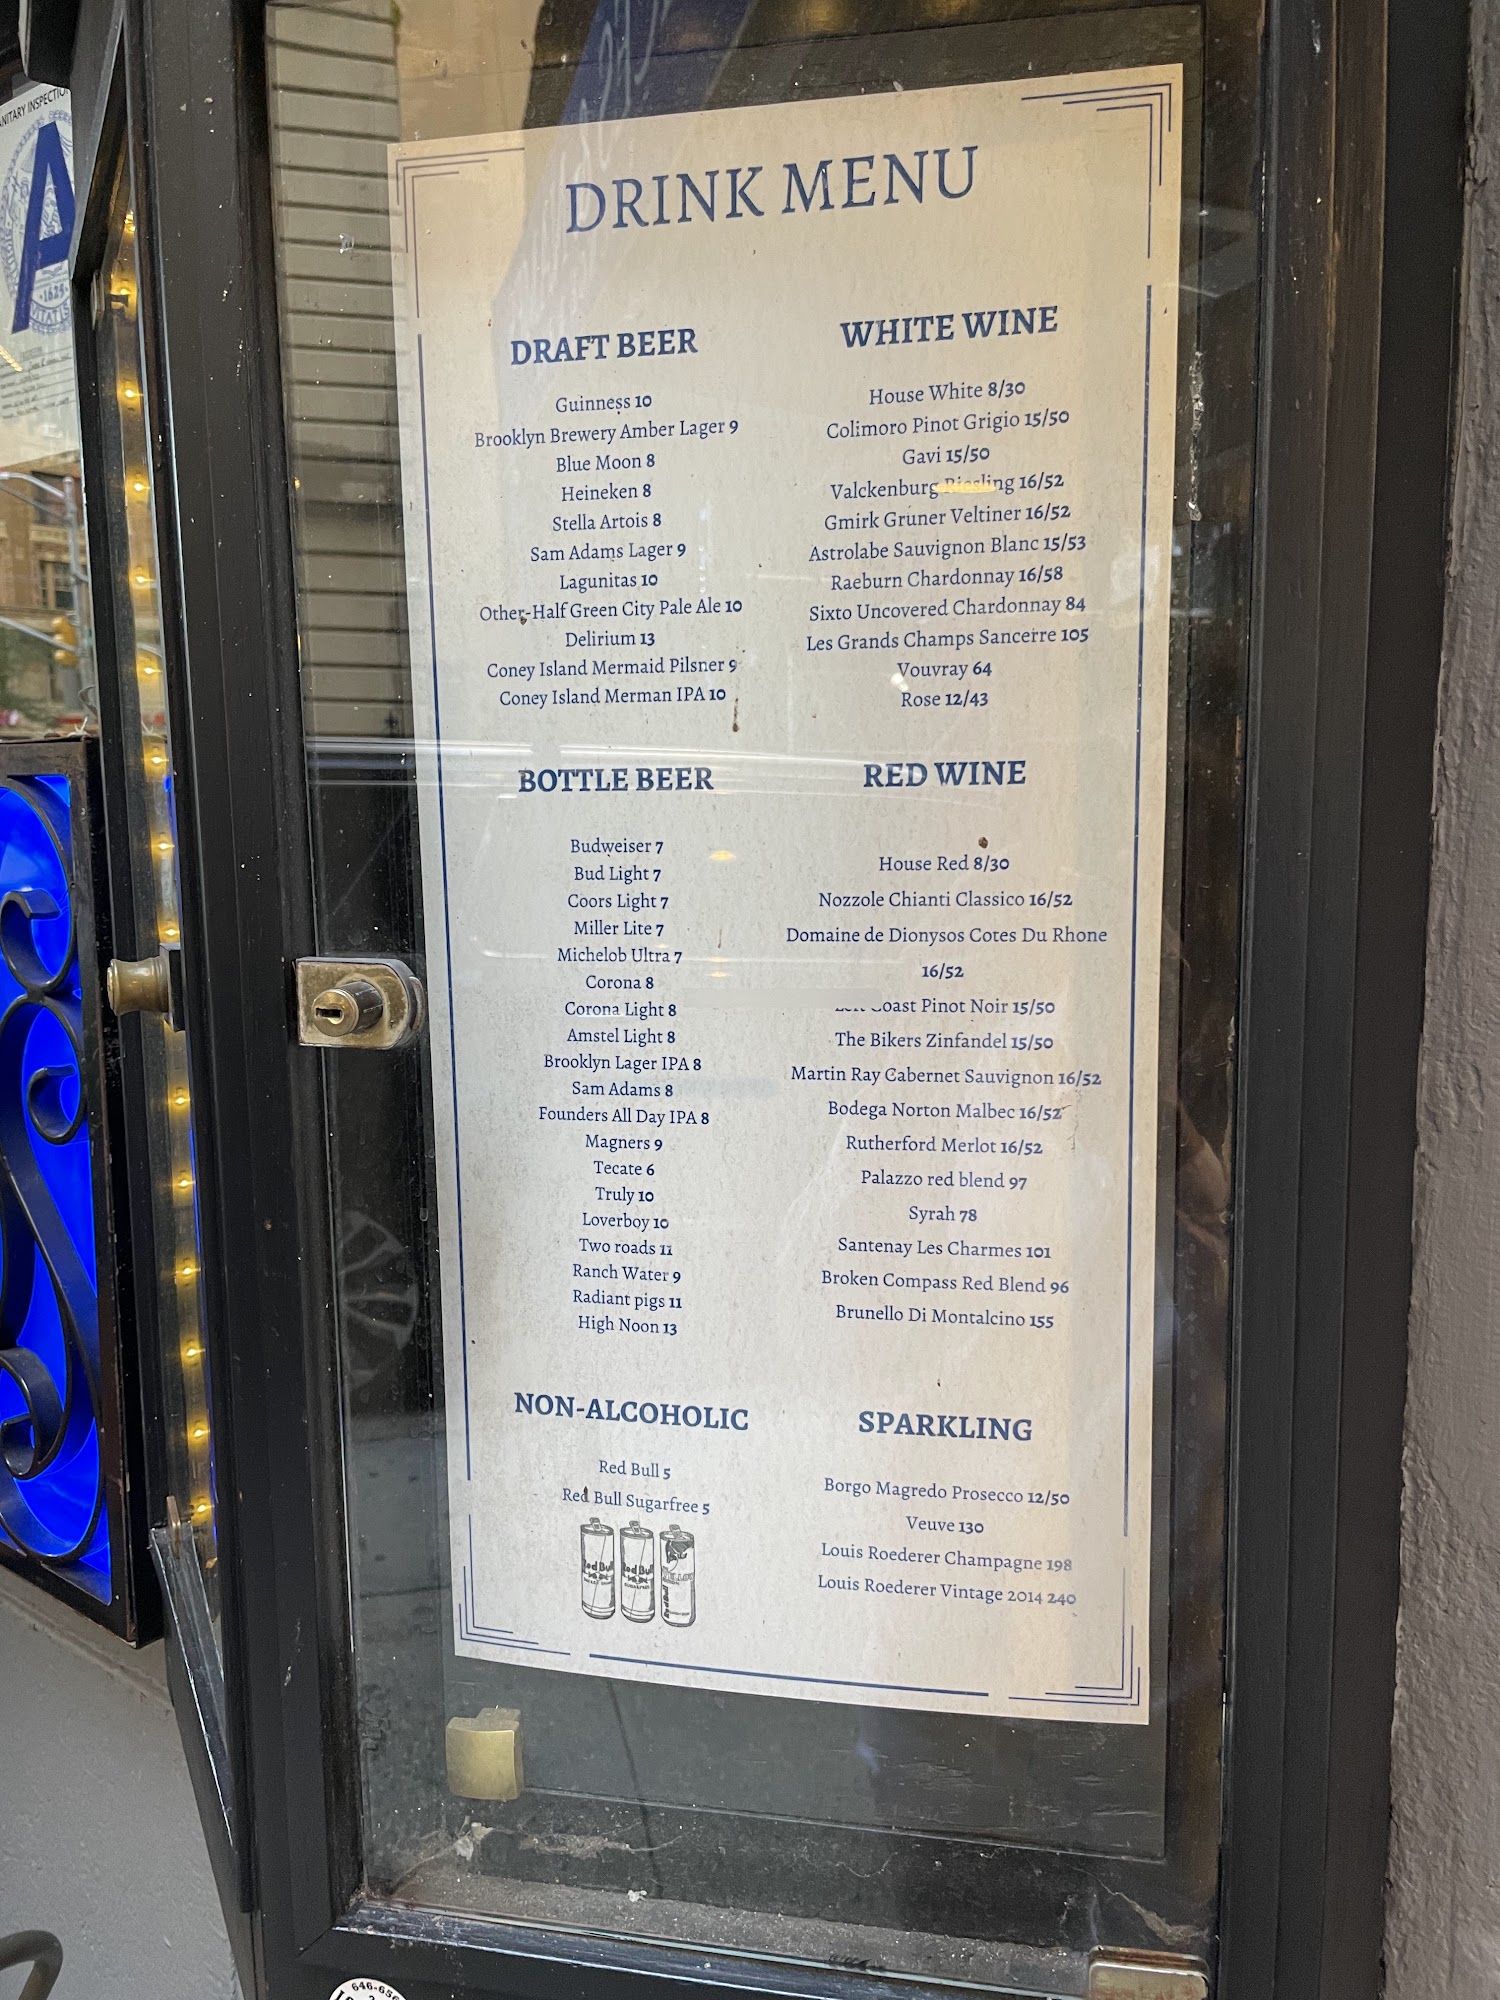 SANITARY INSPECTION
A
1625
DRINK MENU
DRAFT BEER
Guinness 10
Brooklyn Brewery Amber Lager 9
Blue Moon 8
Heineken 8
Stella Artois 8
Sam Adams Lager 9
Lagunitas 10
Other-Half Green City Pale Ale 10
Delirium 13
Coney Island Mermaid Pilsner 9
Coney Island Merman IPA 10
BOTTLE BEER
Budweiser 7
Bud Light 7
Coors Light 7
Miller Lite 7
Michelob Ultra 7
Corona 8
Corona Light 8
Amstel Light 8
Brooklyn Lager IPA 8
Sam Adams 8
Founders All Day IPA 8
Magners 9
Tecate 6
Truly 10
Loverboy 10
Two roads 11
Ranch Water 9
Radiant pigs 11
High Noon 13
NON-ALCOHOLIC
Red Bull 5
Red Bull Sugarfree 5
Red Bull
Red Bull
SUGARFREE
WHITE WINE
House White 8/30
Colimoro Pinot Grigio 15/50
Gavi 15/50
Valckenburg Riesling 16/52
Gmirk Gruner Veltiner 16/52
Astrolabe Sauvignon Blanc 15/53
Raeburn Chardonnay 16/58
Sixto Uncovered Chardonnay 84
Les Grands Champs Sancerre 105
Vouvray 64
Rose 12/43
RED WINE
House Red 8/30
Nozzole Chianti Classico 16/52
Domaine de Dionysos Cotes Du Rhone
16/52
Coast Pinot Noir 15/50
The Bikers Zinfandel 15/50
Martin Ray Cabernet Sauvignon 16/52
Bodega Norton Malbec 16/52
Rutherford Merlot 16/52
Palazzo red blend 97
Syrah 78
Santenay Les Charmes 101
Broken Compass Red Blend 96
Brunello Di Montalcino 155
SPARKLING
Borgo Magredo Prosecco 12/50
Veuve 130
Louis Roederer Champagne 198
Louis Roederer Vintage 2014 240